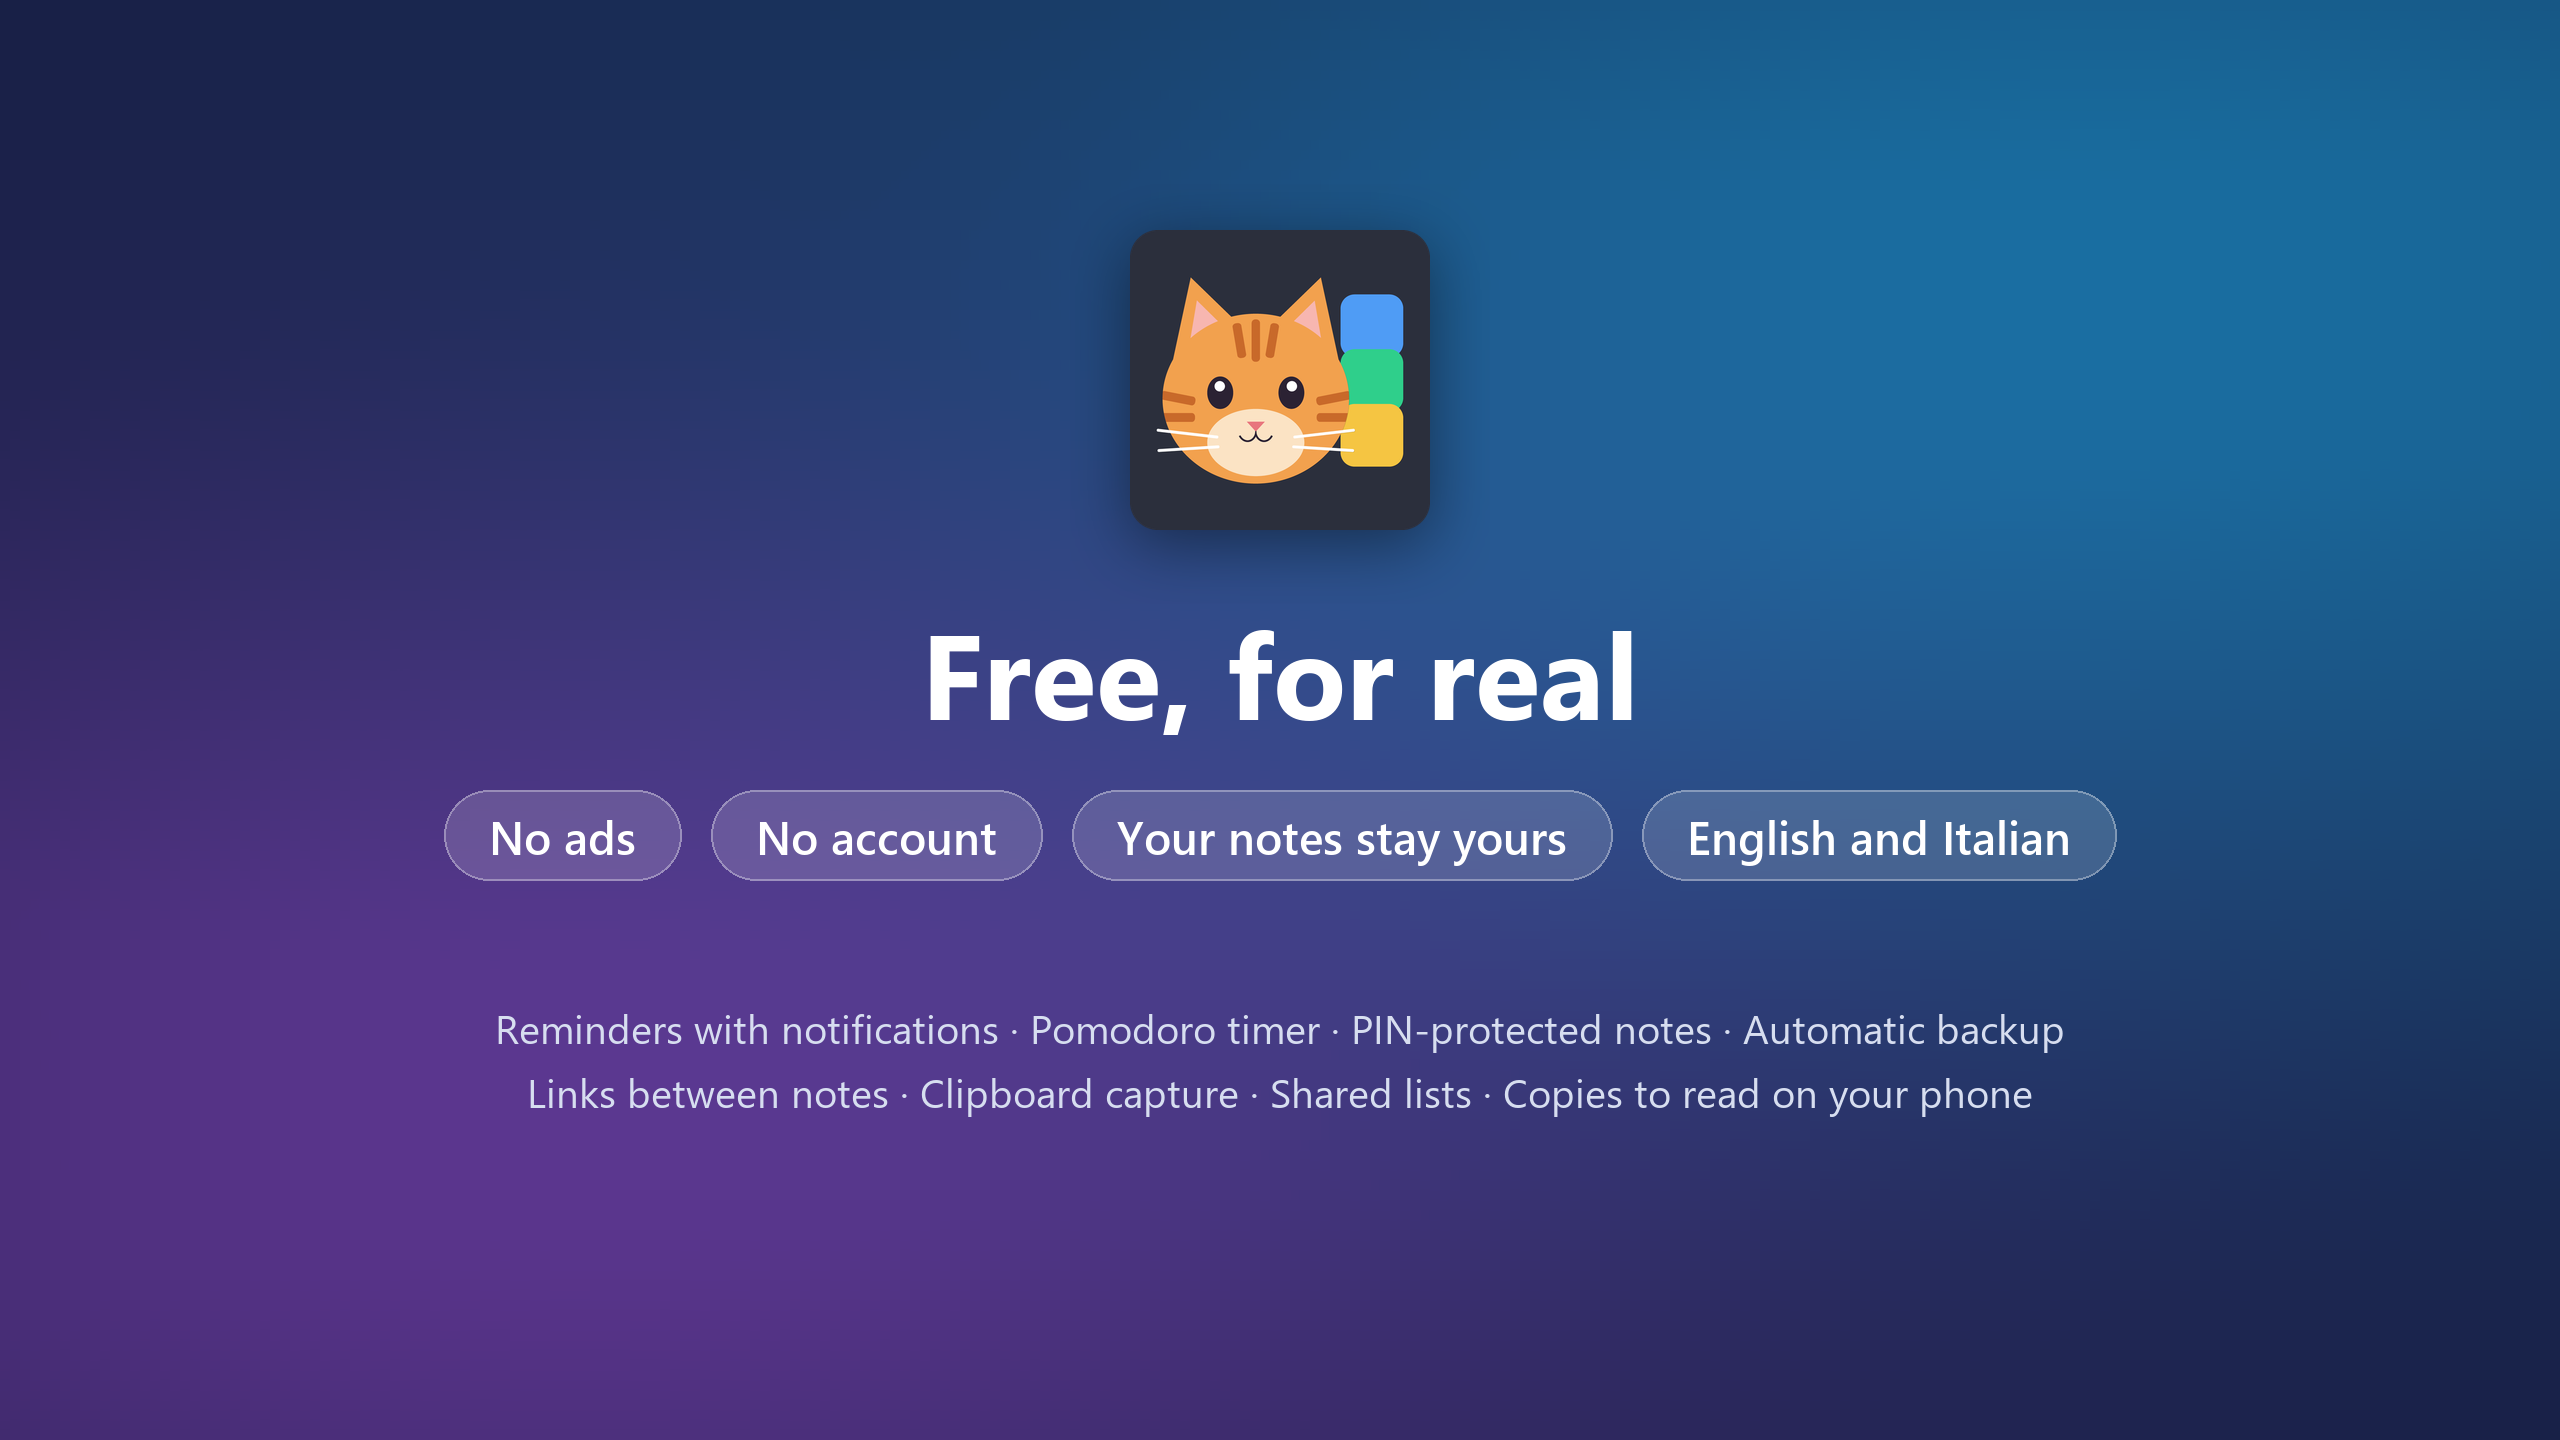 Free, for real
No ads
No account
Your notes stay yours
English and Italian
Reminders with notifications · Pomodoro timer · PIN-protected notes · Automatic backup
Links between notes · Clipboard capture · Shared lists · Copies to read on your phone